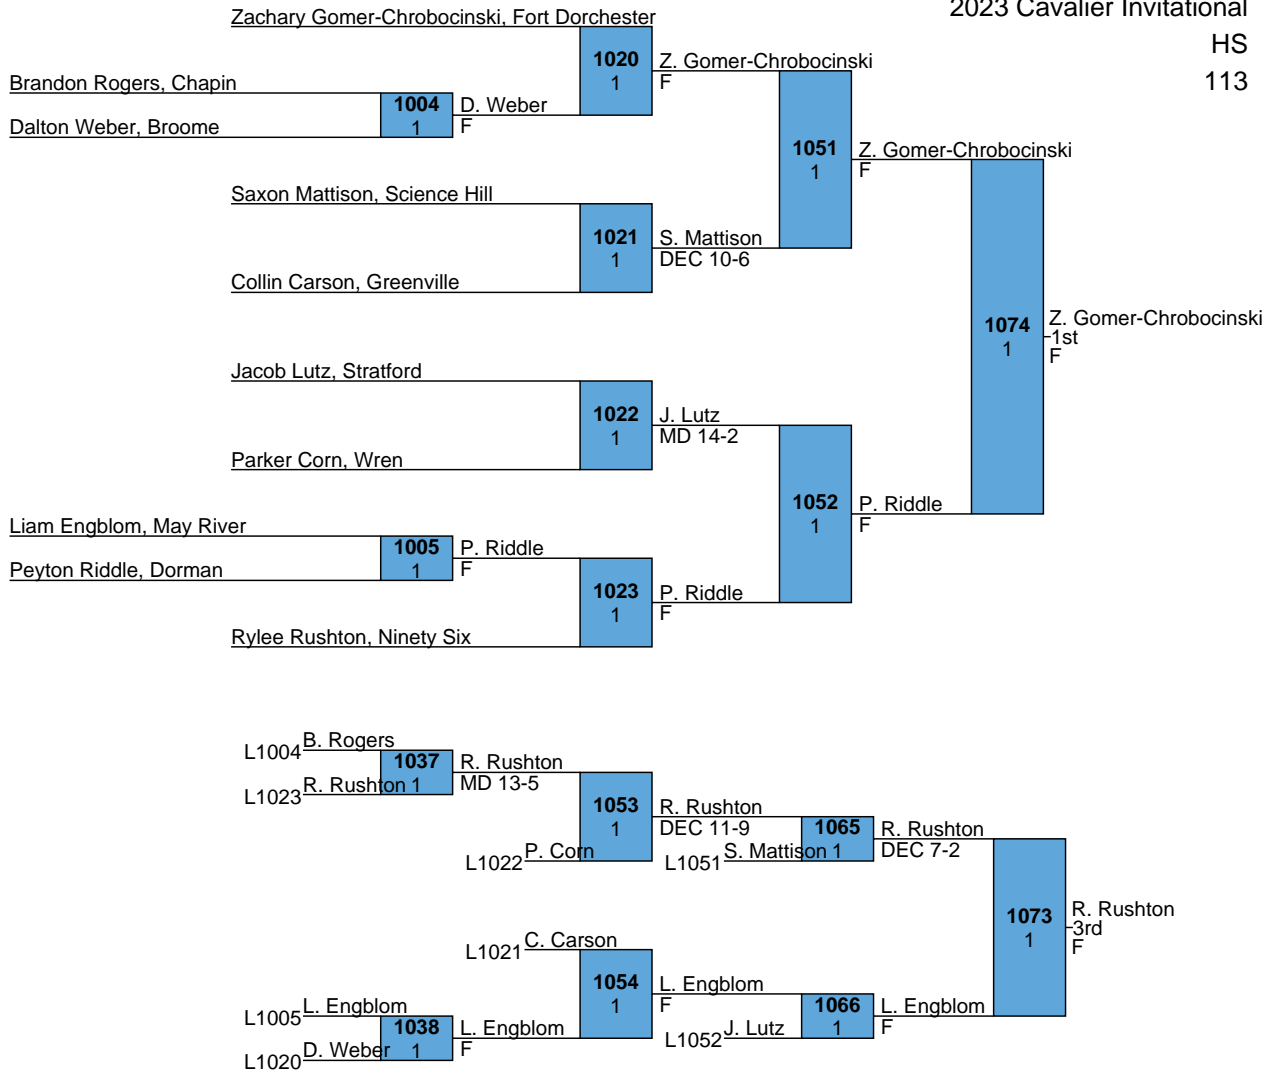 2023 Cavalier Invitational
HS
113
Zachary Gomer-Chrobocinski, Fort Dorchester
1020
1
Z. Gomer-Chrobocinski
F
Brandon Rogers, Chapin
1004
1
D. Weber
F
Dalton Weber, Broome
1051
1
Z. Gomer-Chrobocinski
F
Saxon Mattison, Science Hill
1021
1
S. Mattison
DEC 10-6
Collin Carson, Greenville
1074
1
Z. Gomer-Chrobocinski
1st
F
Jacob Lutz, Stratford
1022
1
J. Lutz
MD 14-2
Parker Corn, Wren
1052
1
P. Riddle
F
Liam Engblom, May River
1005
1
P. Riddle
F
Peyton Riddle, Dorman
1023
1
P. Riddle
F
Rylee Rushton, Ninety Six
L1004
B. Rogers
1037
1
R. Rushton
MD 13-5
L1023
R. Rushton
1053
1
R. Rushton
DEC 11-9
L1022
P. Corn
1065
1
R. Rushton
DEC 7-2
L1051
S. Mattison
1073
1
R. Rushton
3rd
F
L1021
C. Carson
1054
1
L. Engblom
F
L1005
L. Engblom
1038
1
L. Engblom
F
L1020
D. Weber
1066
1
L. Engblom
F
L1052
J. Lutz